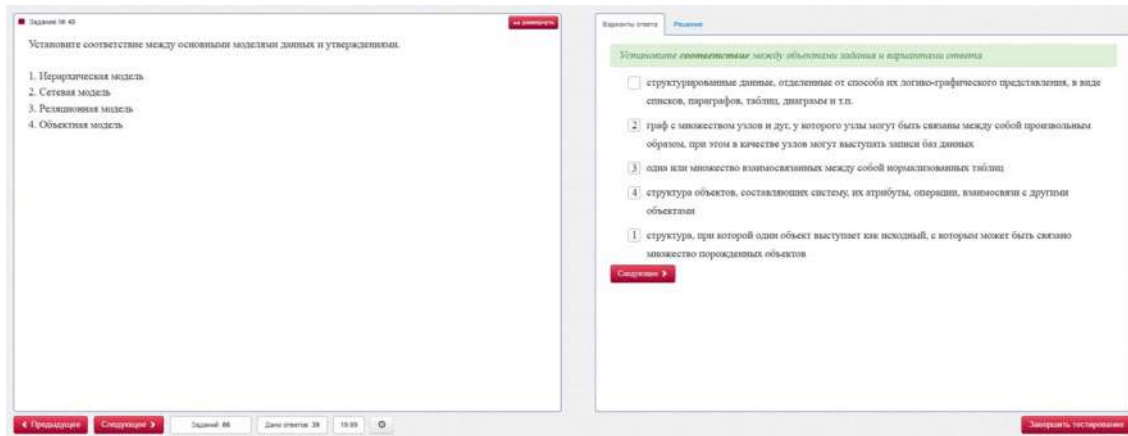 Задание № 40
на развернуть
Установите соответствие между основными моделями данных и утверждениями.
1. Иерархическая модель
2. Сетевая модель
3. Реляционная модель
4. Объектная модель
Предыдущее
Следующее
Заданий: 66
Дано ответов: 39
Варианты ответа
Решение
Установите соответствие между объектами задания и вариантами ответа
структурированные данные, отделенные от способа их логико-графического представления, в виде
списков, параграфов, таблиц, диаграмм и т.п.
2 граф с множеством узлов и дуг, у которого узлы могут быть связаны между собой произвольным
образом, при этом в качестве узлов могут выступать записи баз данных
3 одна или множество взаимосвязанных между собой нормализованных таблиц
4 структура объектов, составляющих систему, их атрибуты, операции, взаимосвязи с другими
объектами
1 структура, при которой один объект выступает как исходный, с которым может быть связано
множество порожденных объектов
Следующее
Завершить тестирование